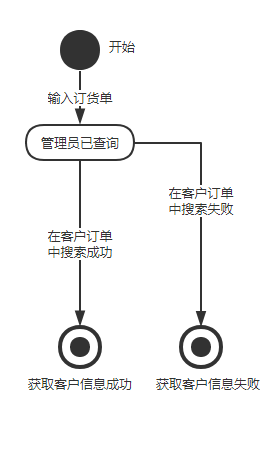 开始
输入订货单
管理员已查询
在客户订单
中搜索失败
在客户订单
中搜索成功
获取客户信息成功
获取客户信息失败